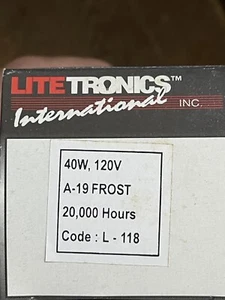 LITETRONICS™
International INC.
40W, 120V
A-19 FROST
20,000 Hours
Code : L - 118